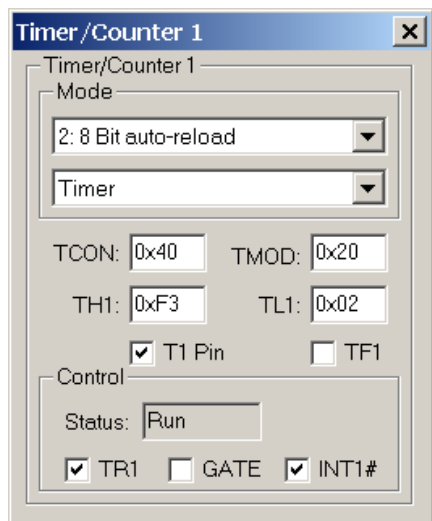 Timer/Counter 1
Timer/Counter 1
Mode
2: 8 Bit auto-reload
Timer
TCON: 0x40 TMOD: 0x20
TH1: 0xF3 TL1: 0x02
T1 Pin TF1
Control
Status: Run
TR1 GATE INT1#